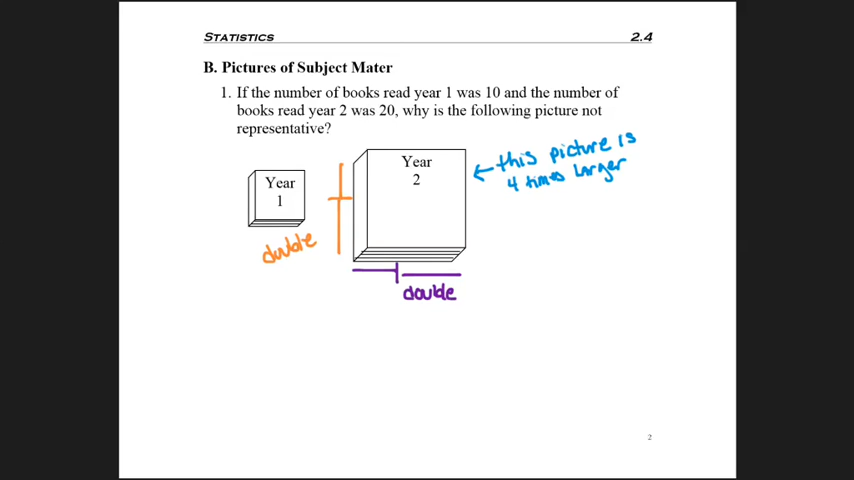 STATISTICS 2.4
B. Pictures of Subject Mater
1. If the number of books read year 1 was 10 and the number of
books read year 2 was 20, why is the following picture not
representative?
Year
1
Year
2
this picture is
4 times larger
double
double
2